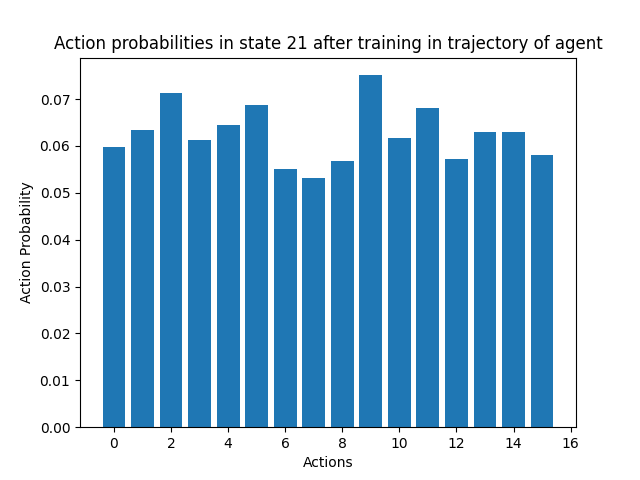 Action probabilities in state 21 after training in trajectory of agent
0.07
0.06
0.05
0.04
0.03
0.02
0.01
0.00
Action Probability
0 2 4 6 8 10 12 14 16
Actions